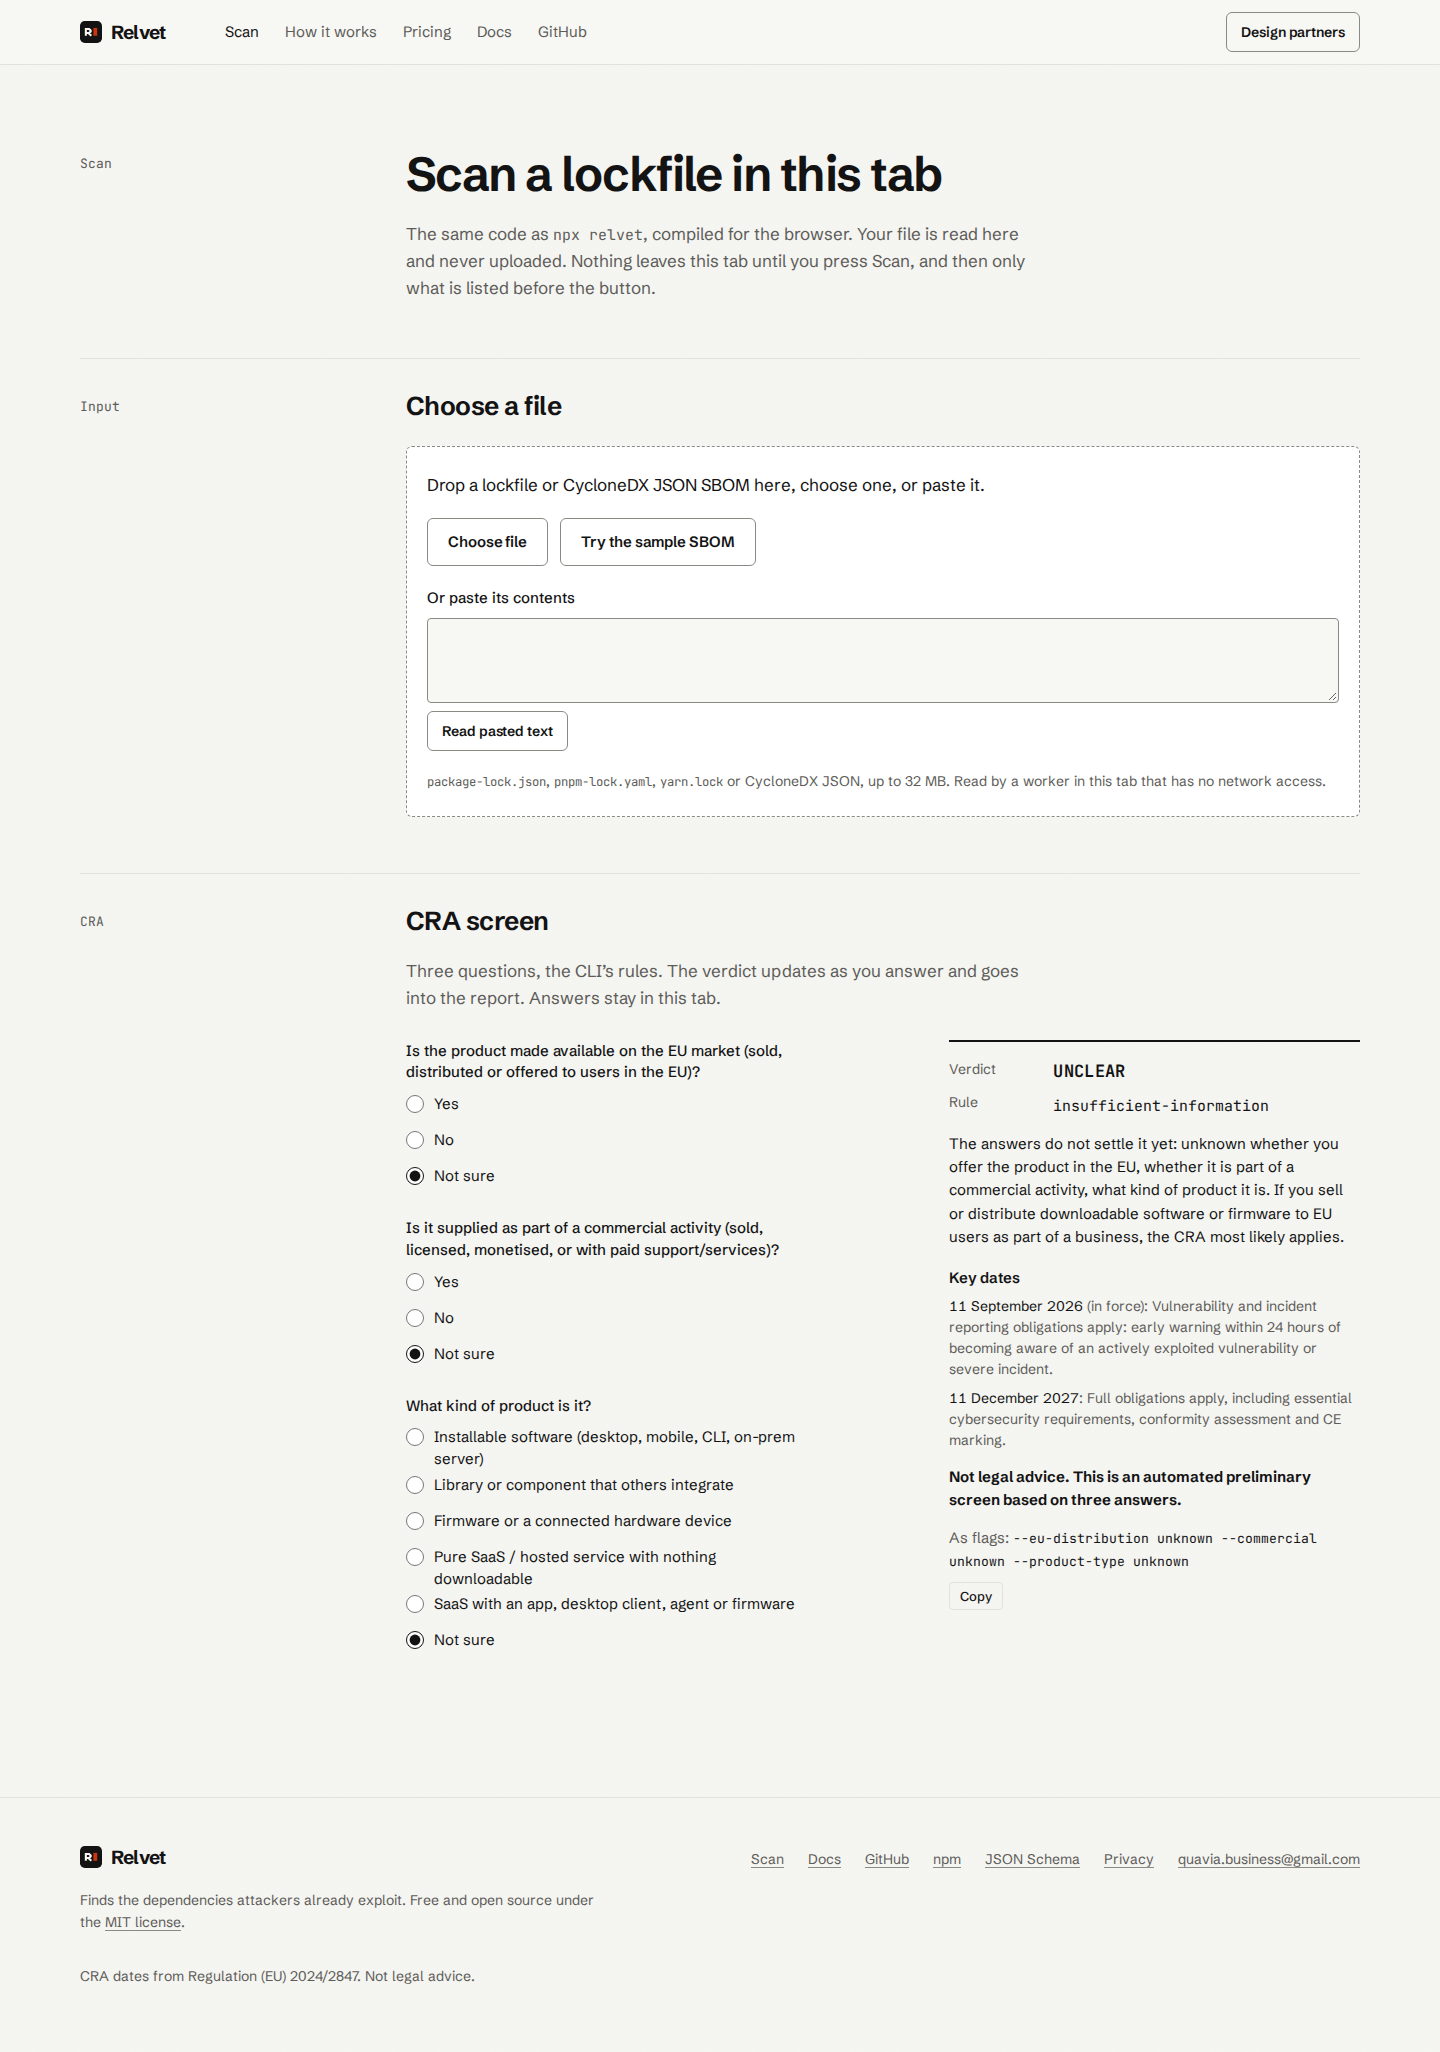 Relvet
Scan
How it works
Pricing
Docs
GitHub
Design partners
Scan
Scan a lockfile in this tab
The same code as npx relvet, compiled for the browser. Your file is read here
and never uploaded. Nothing leaves this tab until you press Scan, and then only
what is listed before the button.
Input
Choose a file
Drop a lockfile or CycloneDX JSON SBOM here, choose one, or paste it.
Choose file
Try the sample SBOM
Or paste its contents
Read pasted text
package-lock.json, pnpm-lock.yaml, yarn.lock or CycloneDX JSON, up to 32 MB. Read by a worker in this tab that has no network access.
CRA
CRA screen
Three questions, the CLI’s rules. The verdict updates as you answer and goes
into the report. Answers stay in this tab.
Is the product made available on the EU market (sold,
distributed or offered to users in the EU)?
Yes
No
Not sure
Is it supplied as part of a commercial activity (sold,
licensed, monetised, or with paid support/services)?
Yes
No
Not sure
What kind of product is it?
Installable software (desktop, mobile, CLI, on-prem
server)
Library or component that others integrate
Firmware or a connected hardware device
Pure SaaS / hosted service with nothing
downloadable
SaaS with an app, desktop client, agent or firmware
Not sure
Verdict UNCLEAR
Rule insufficient-information
The answers do not settle it yet: unknown whether you
offer the product in the EU, whether it is part of a
commercial activity, what kind of product it is. If you sell
or distribute downloadable software or firmware to EU
users as part of a business, the CRA most likely applies.
Key dates
11 September 2026 (in force): Vulnerability and incident
reporting obligations apply: early warning within 24 hours of
becoming aware of an actively exploited vulnerability or
severe incident.
11 December 2027: Full obligations apply, including essential
cybersecurity requirements, conformity assessment and CE
marking.
Not legal advice. This is an automated preliminary
screen based on three answers.
As flags: --eu-distribution unknown --commercial
unknown --product-type unknown
Copy
Relvet
Scan
Docs
GitHub
npm
JSON Schema
Privacy
quavia.business@gmail.com
Finds the dependencies attackers already exploit. Free and open source under
the MIT license.
CRA dates from Regulation (EU) 2024/2847. Not legal advice.